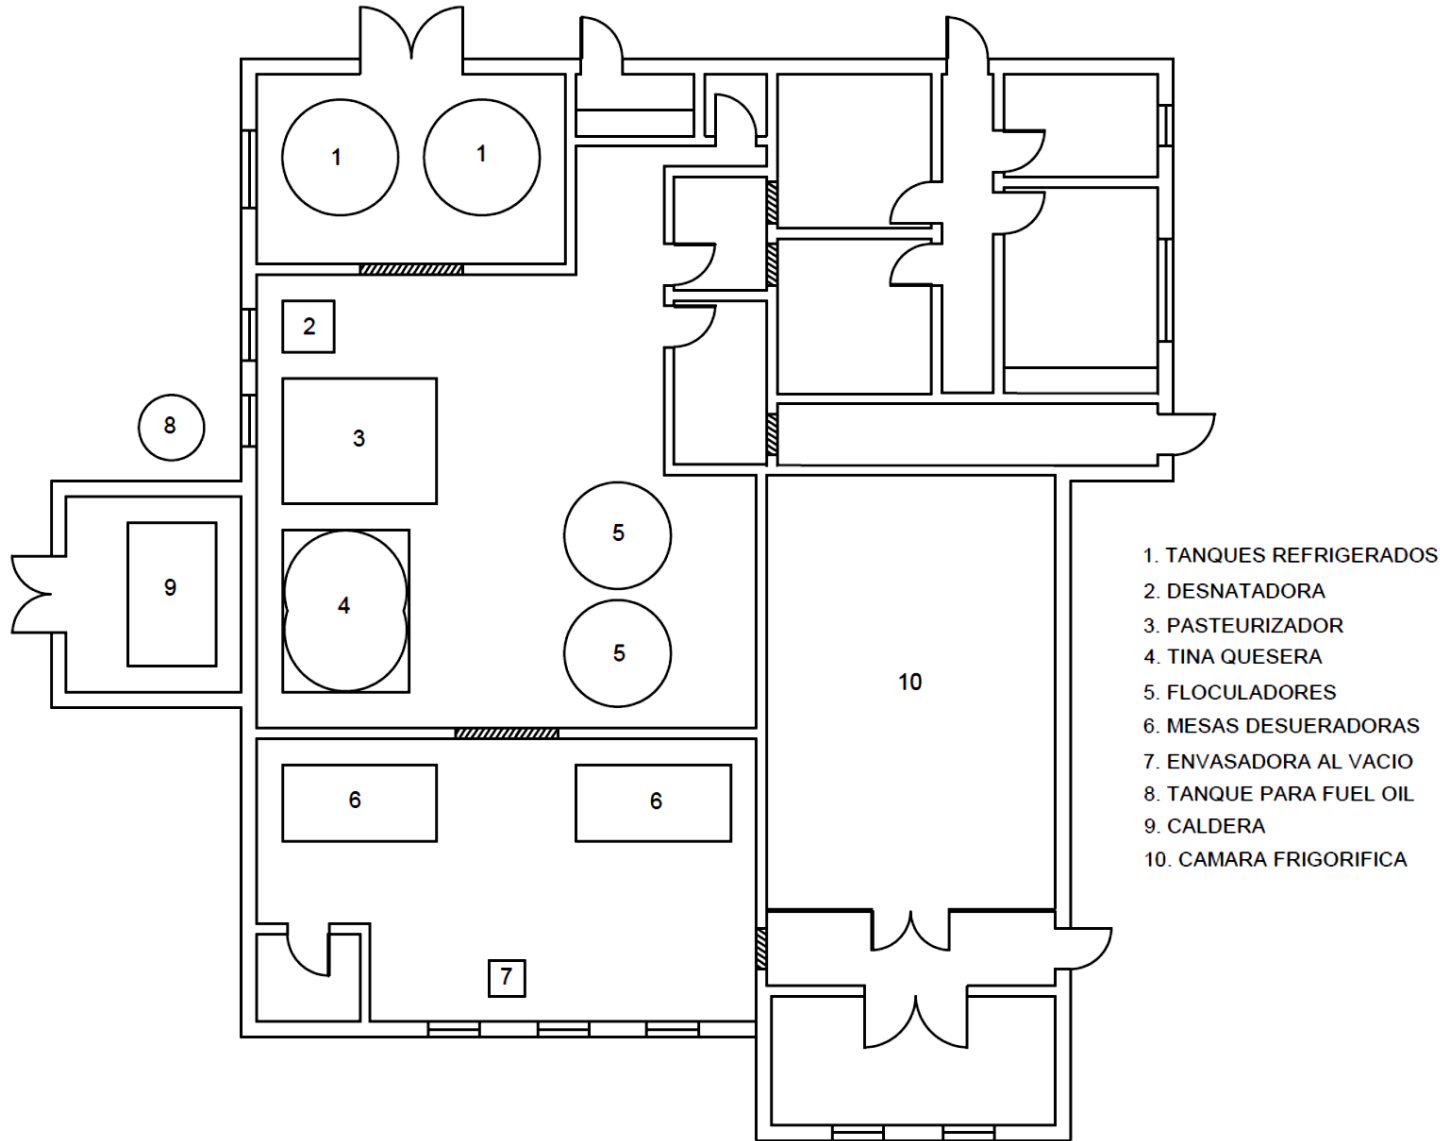 1
1
2
8
3
5
9
4
5
10
6
6
7
1. TANQUES REFRIGERADOS
2. DESNATADORA
3. PASTEURIZADOR
4. TINA QUESERA
5. FLOCULADORES
6. MESAS DESUERADORAS
7. ENVASADORA AL VACIO
8. TANQUE PARA FUEL OIL
9. CALDERA
10. CAMARA FRIGORIFICA